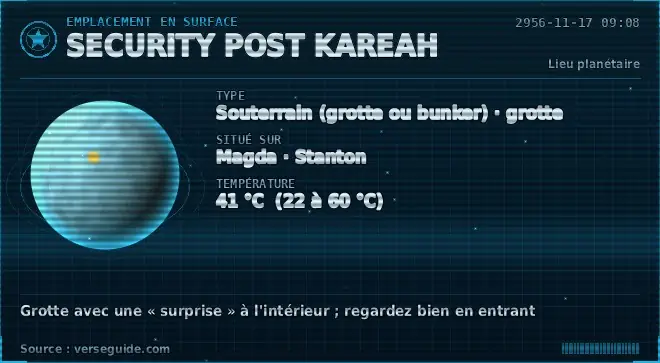 EMPLACEMENT EN SURFACE
2956-11-17 09:08
SECURITY POST KAREAH
Lieu planétaire
TYPE
Souterrain (grotte ou bunker) · grotte
SITUÉ SUR
Magda · Stanton
TEMPÉRATURE
41 °C (22 à 60 °C)
Grotte avec une « surprise » à l'intérieur ; regardez bien en entrant
Source : verseguide.com